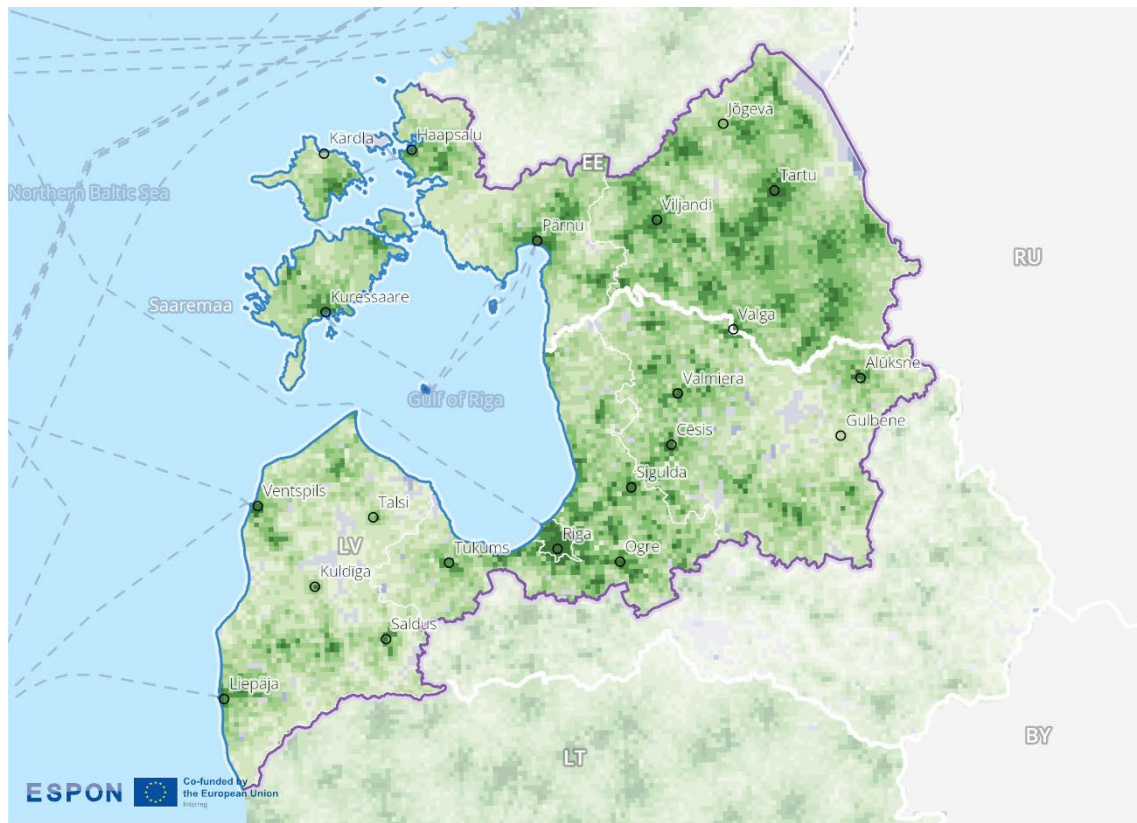 Jõgeva
Kärdla
Haapsalu
EE
Northern Baltic Sea
Tartu
Viljandi
Pärnu
RU
Saaremaa
Kuressaare
Valga
Alūksne
Valmiera
Gulf of Riga
Gulbene
Cēsis
Sigulda
Ventspils
Talsi
LV
Rīga
Tukums
Ogre
Kuldīga
Saldus
Liepāja
BY
LT
ESPON
Co-funded by
the European Union
Interreg